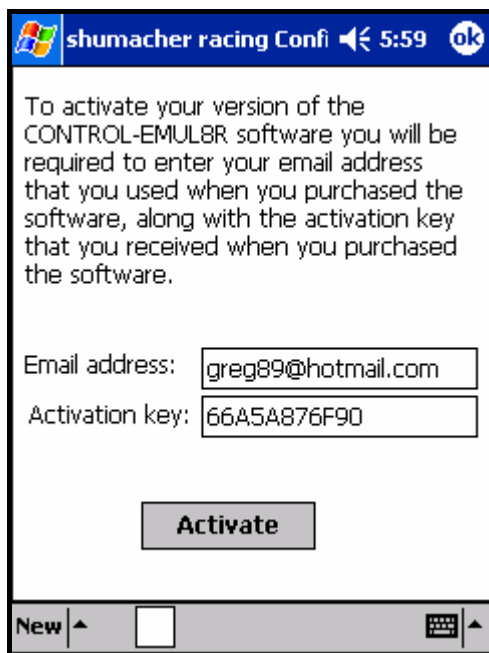 shumacher racing Confi 5:59 ok
To activate your version of the
CONTROL-EMUL8R software you will be
required to enter your email address
that you used when you purchased the
software, along with the activation key
that you received when you purchased
the software.
Email address: greg89@hotmail.com
Activation key: 66A5A876F90
Activate
New